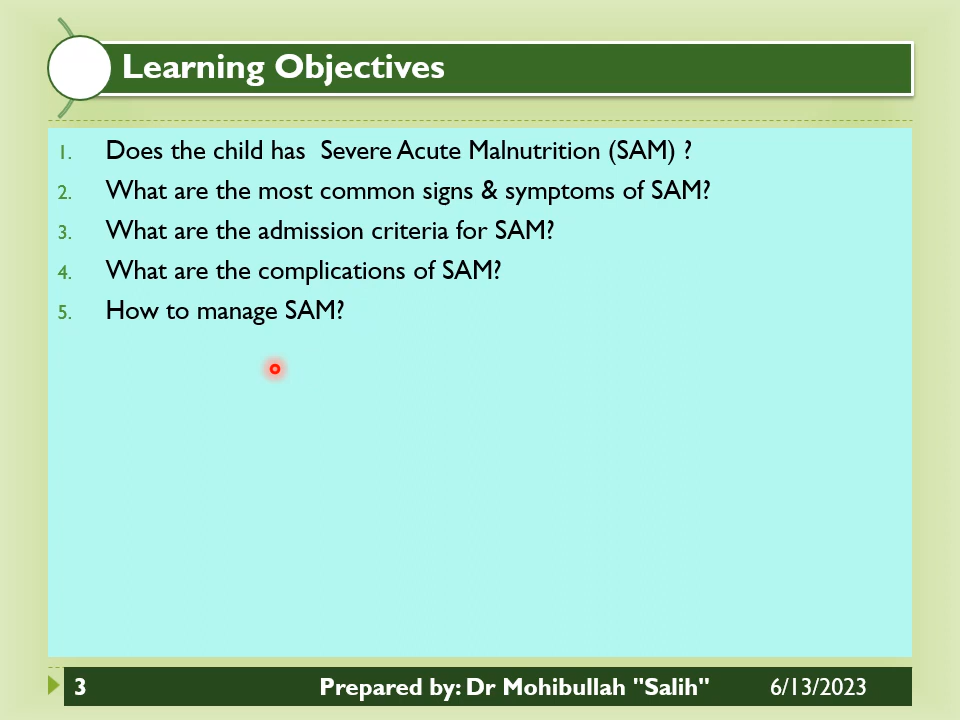 Learning Objectives
1. Does the child has  Severe Acute Malnutrition (SAM) ?
2. What are the most common signs & symptoms of SAM?
3. What are the admission criteria for SAM?
4. What are the complications of SAM?
5. How to manage SAM?
3 Prepared by: Dr Mohibullah "Salih" 6/13/2023